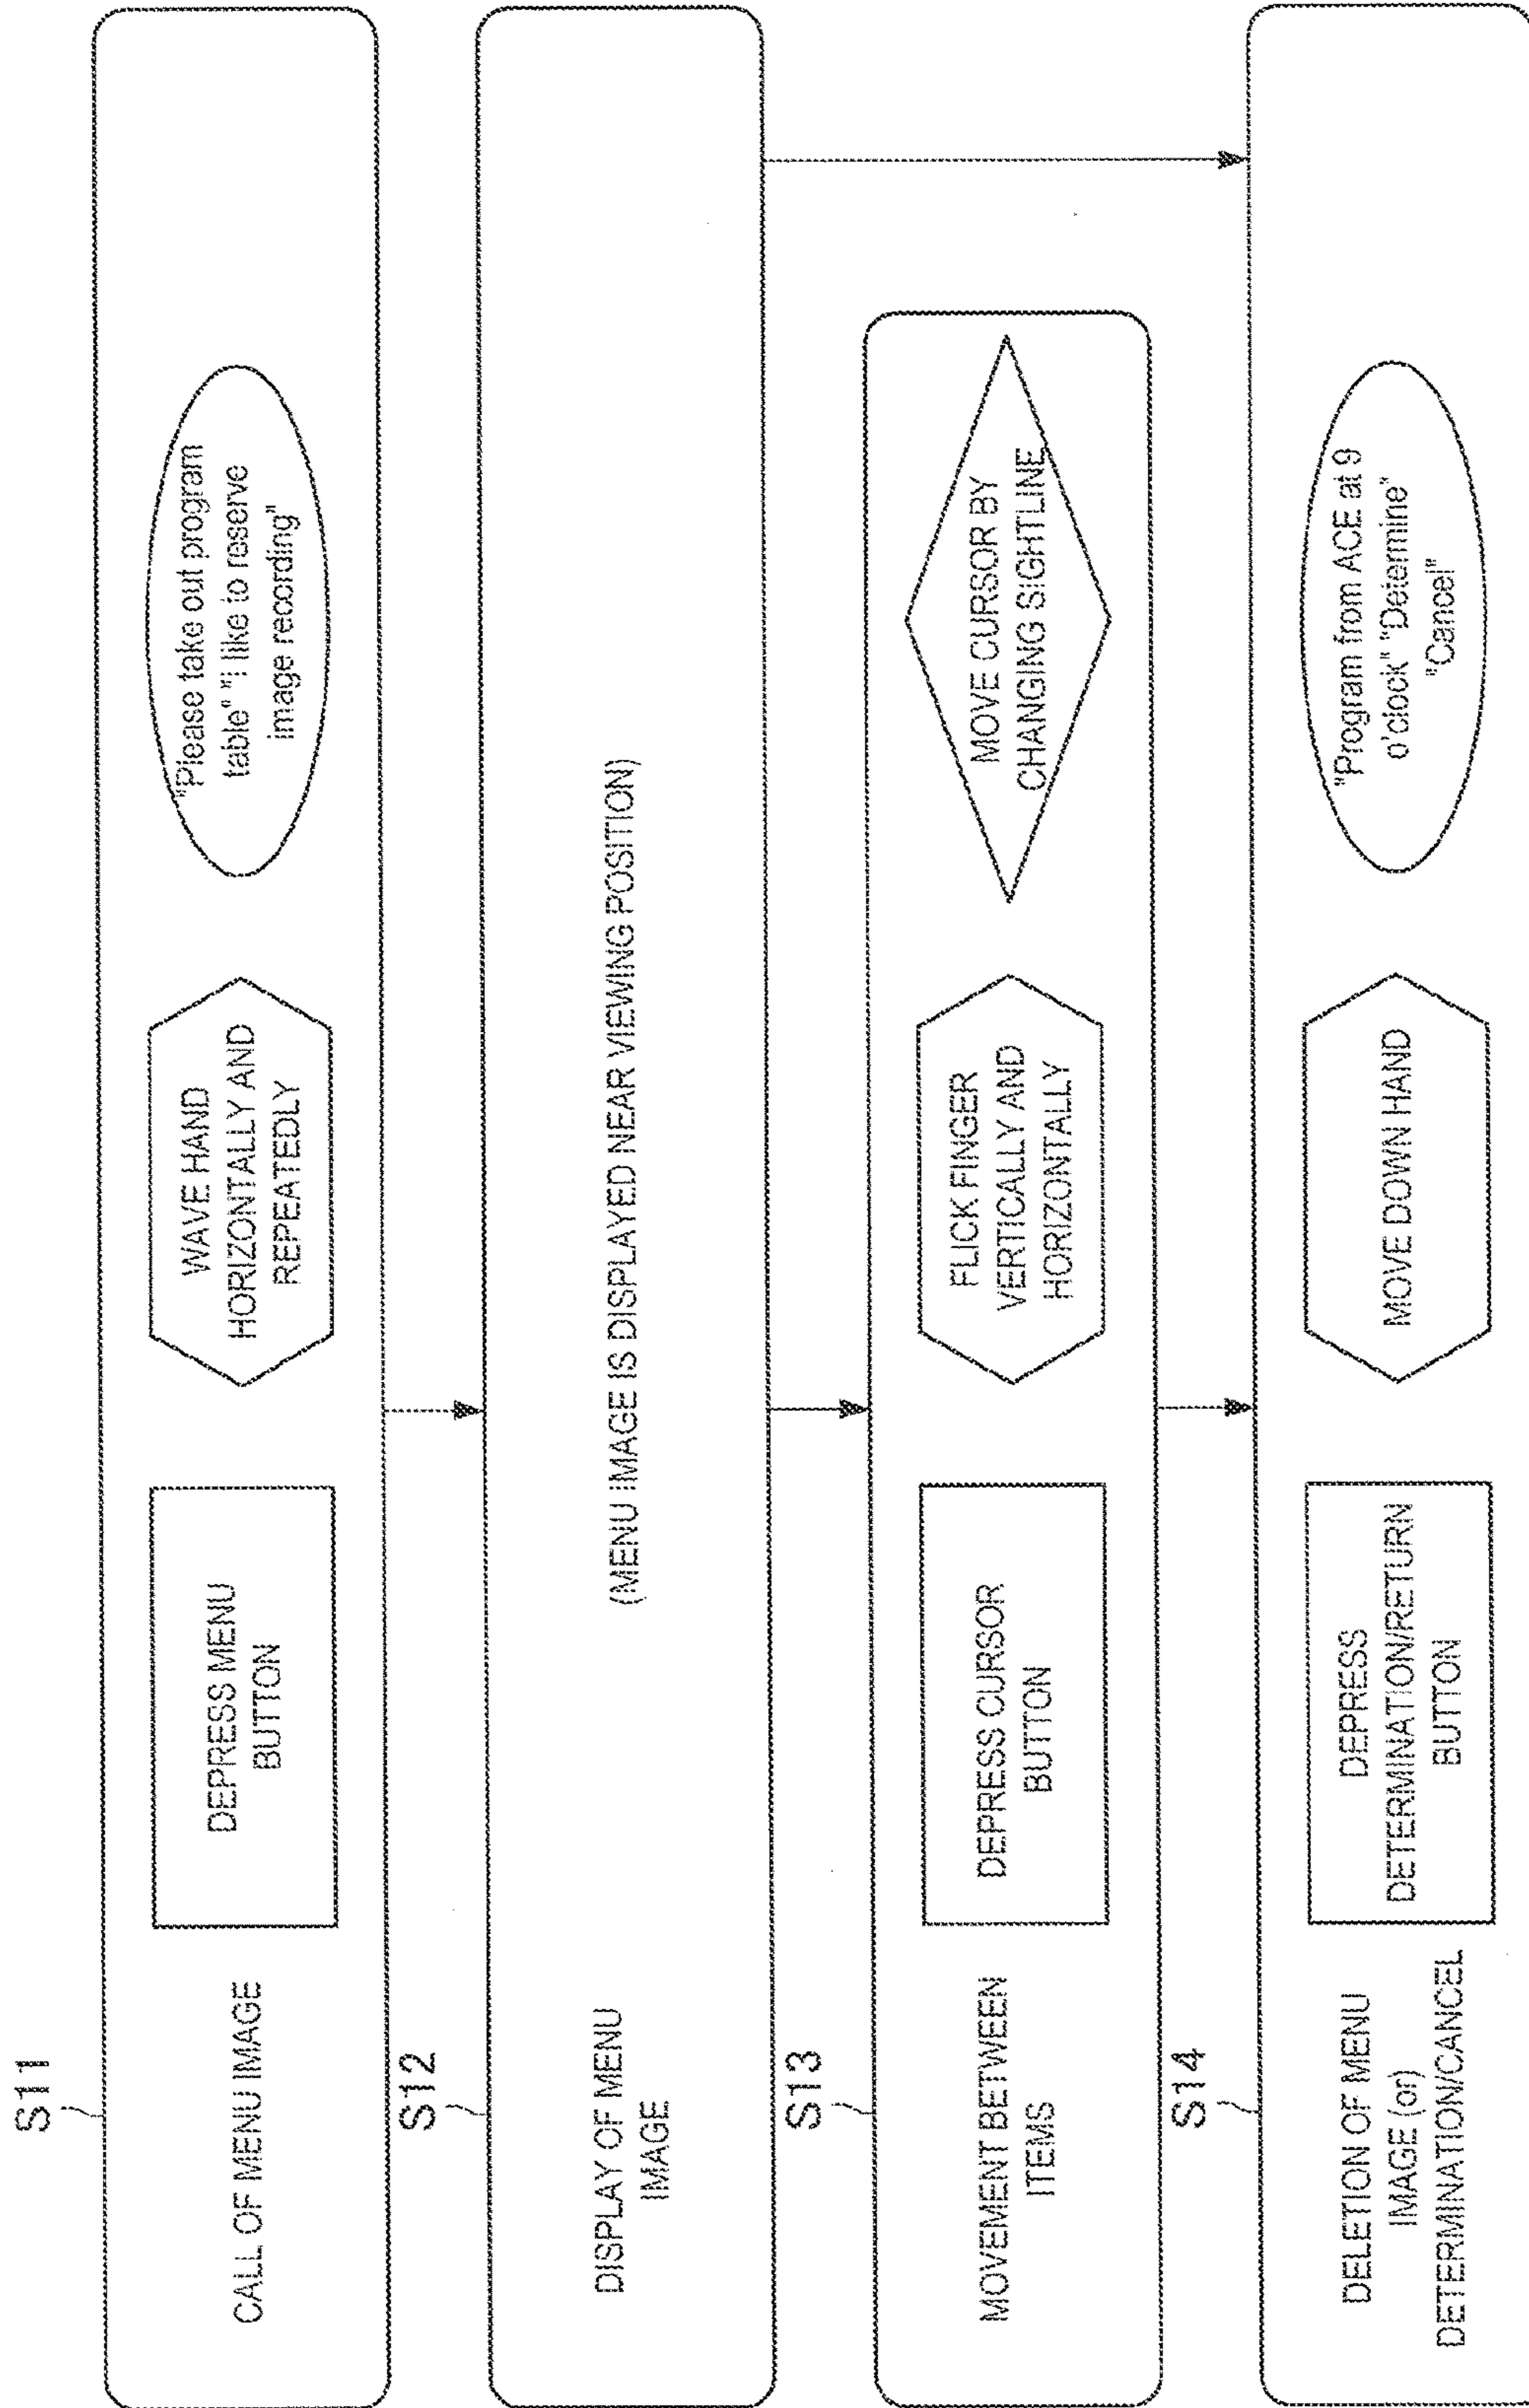 S11
CALL OF MENU IMAGE
DEPRESS MENU
BUTTON
WAVE HAND
HORIZONTALLY AND
REPEATEDLY
"Please take out program
table" "I like to reserve
image recording"
S12
DISPLAY OF MENU
IMAGE
(MENU IMAGE IS DISPLAYED NEAR VIEWING POSITION)
S13
MOVEMENT BETWEEN
ITEMS
DEPRESS CURSOR
BUTTON
FLICK FINGER
VERTICALLY AND
HORIZONTALLY
MOVE CURSOR BY
CHANGING SIGHTLINE
S14
DELETION OF MENU
IMAGE (or)
DETERMINATION/CANCEL
DEPRESS
DETERMINATION/RETURN
BUTTON
MOVE DOWN HAND
"Program from ACE at 9
o'clock" "Determine"
"Cancel"